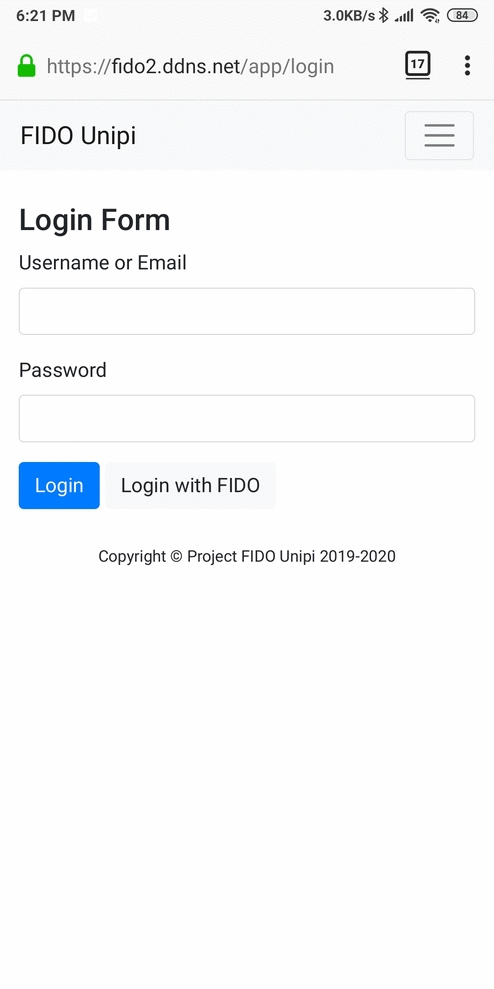 6:21 PM 3.0KB/s 84
https://fido2.ddns.net/app/login 17
FIDO Unipi
Login Form
Username or Email
Password
Login Login with FIDO
Copyright © Project FIDO Unipi 2019-2020